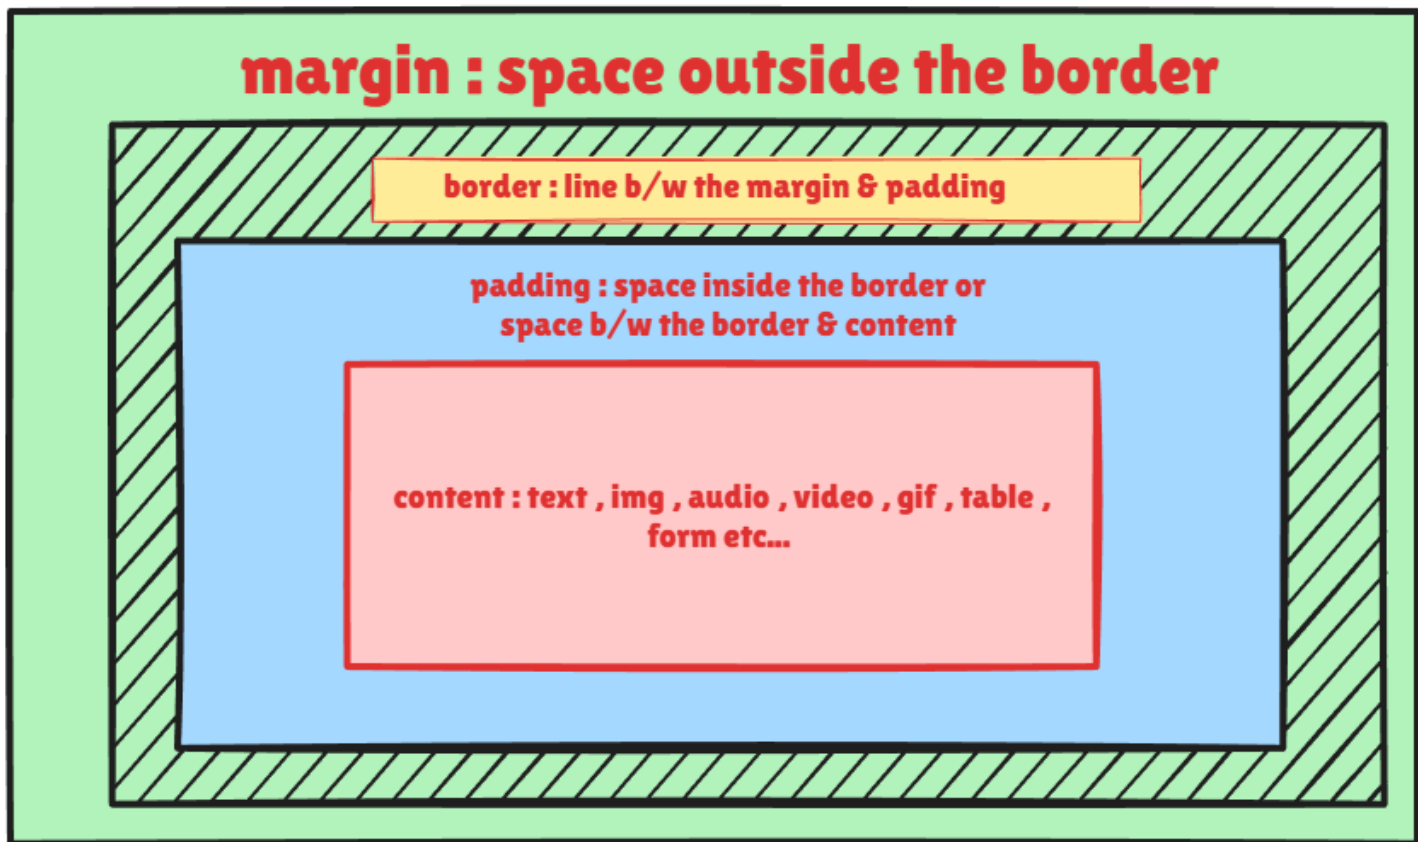 margin : space outside the border
border : line b/w the margin & padding
padding : space inside the border or
space b/w the border & content
content : text , img , audio , video , gif , table ,
form etc...